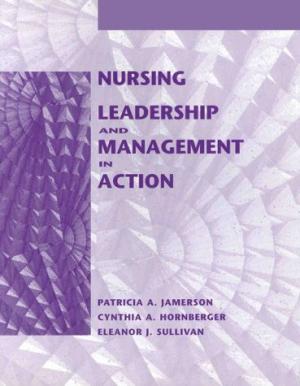 NURSING
LEADERSHIP
AND
MANAGEMENT
IN
ACTION
PATRICIA A. JAMERSON
CYNTHIA A. HORNBERGER
ELEANOR J. SULLIVAN